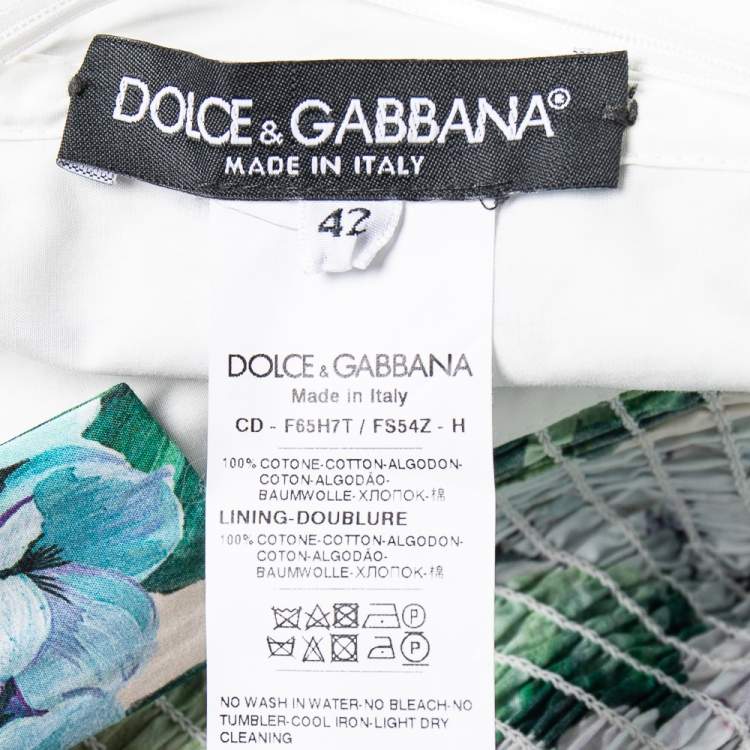 DOLCE & GABBANA®
MADE IN ITALY
42
DOLCE & GABBANA
Made in Italy
CD - F65H7T / FS54Z - H
100% COTONE-COTTON-ALGODON-
COTON-ALGODÁO-
BAUMWOLLE-ХЛОПОК-棉
LINING-DOUBLURE
100% COTONE-COTTON-ALGODON-
COTON-ALGODÁO-
BAUMWOLLE-ХЛОПОК-棉
P
P
NO WASH IN WATER-NO BLEACH-NO
TUMBLER-COOL IRON-LIGHT DRY
CLEANING